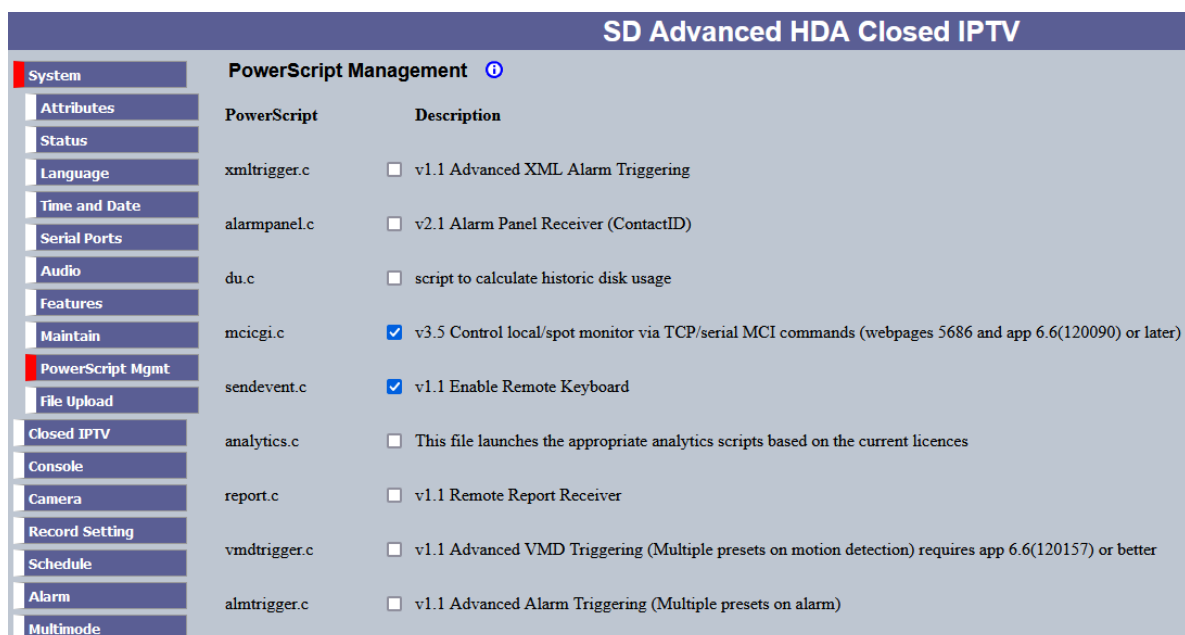 SD Advanced HDA Closed IPTV
System
Attributes
Status
Language
Time and Date
Serial Ports
Audio
Features
Maintain
PowerScript Mgmt
File Upload
Closed IPTV
Console
Camera
Record Setting
Schedule
Alarm
Multimode
PowerScript Management
PowerScript Description
xmltrigger.c v1.1 Advanced XML Alarm Triggering
alarmpanel.c v2.1 Alarm Panel Receiver (ContactID)
du.c script to calculate historic disk usage
mcicgi.c v3.5 Control local/spot monitor via TCP/serial MCI commands (webpages 5686 and app 6.6(120090) or later)
sendevent.c v1.1 Enable Remote Keyboard
analytics.c This file launches the appropriate analytics scripts based on the current licences
report.c v1.1 Remote Report Receiver
vmdtrigger.c v1.1 Advanced VMD Triggering (Multiple presets on motion detection) requires app 6.6(120157) or better
almtrigger.c v1.1 Advanced Alarm Triggering (Multiple presets on alarm)